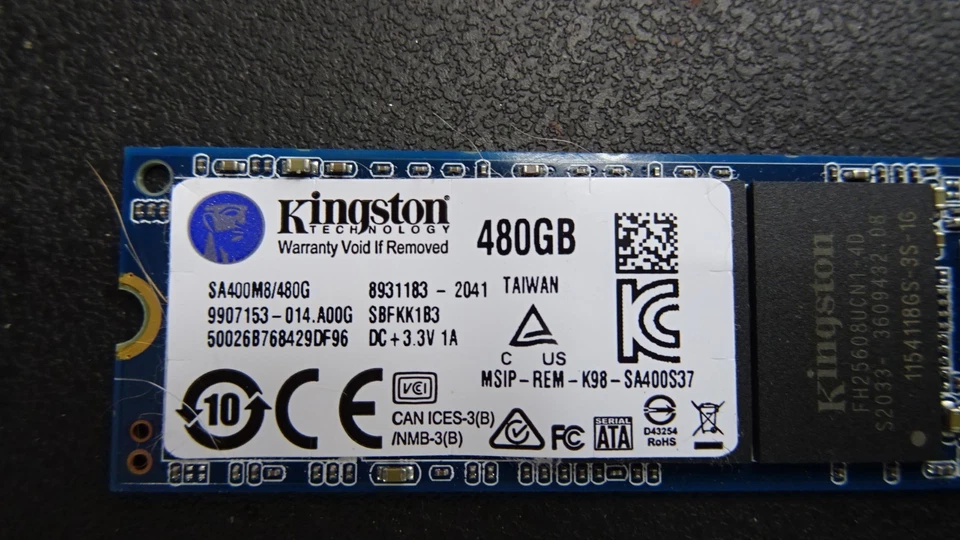 Kingston
TECHNOLOGY
Warranty Void If Removed
480GB
SA400M8/480G
8931183 - 2041
TAIWAN
9907153-014.A00G
SBFKK1B3
50026B768429DF96
DC+3.3V 1A
C US
MSIP-REM-K98-SA400S37
10
CE
VCI
CAN ICES-3(B)
/NMB-3(B)
FC
SERIAL
ATA
D43254
RoHS
Kingston
FH25608UCN1-4D
S2033-3609432.08
1154118GS-3S-1G